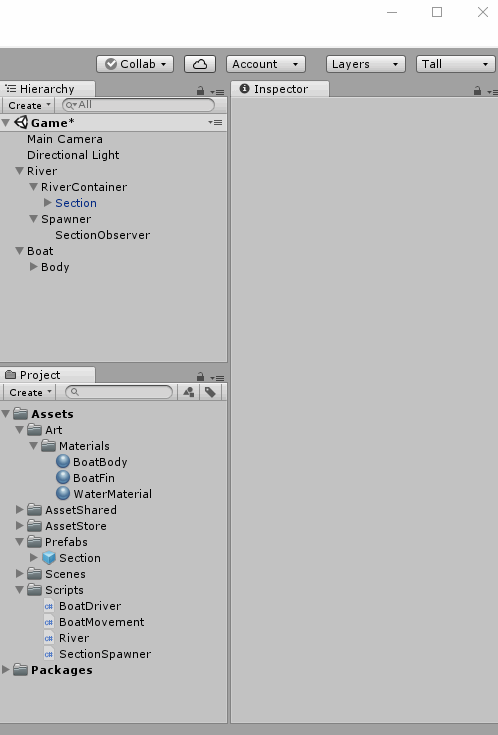 Collab Account Layers Tall
Hierarchy
Create All
Game*
Main Camera
Directional Light
River
RiverContainer
Section
Spawner
SectionObserver
Boat
Body
Project
Create
Assets
Art
Materials
BoatBody
BoatFin
WaterMaterial
AssetShared
AssetStore
Prefabs
Section
Scenes
Scripts
BoatDriver
BoatMovement
River
SectionSpawner
Packages
Inspector